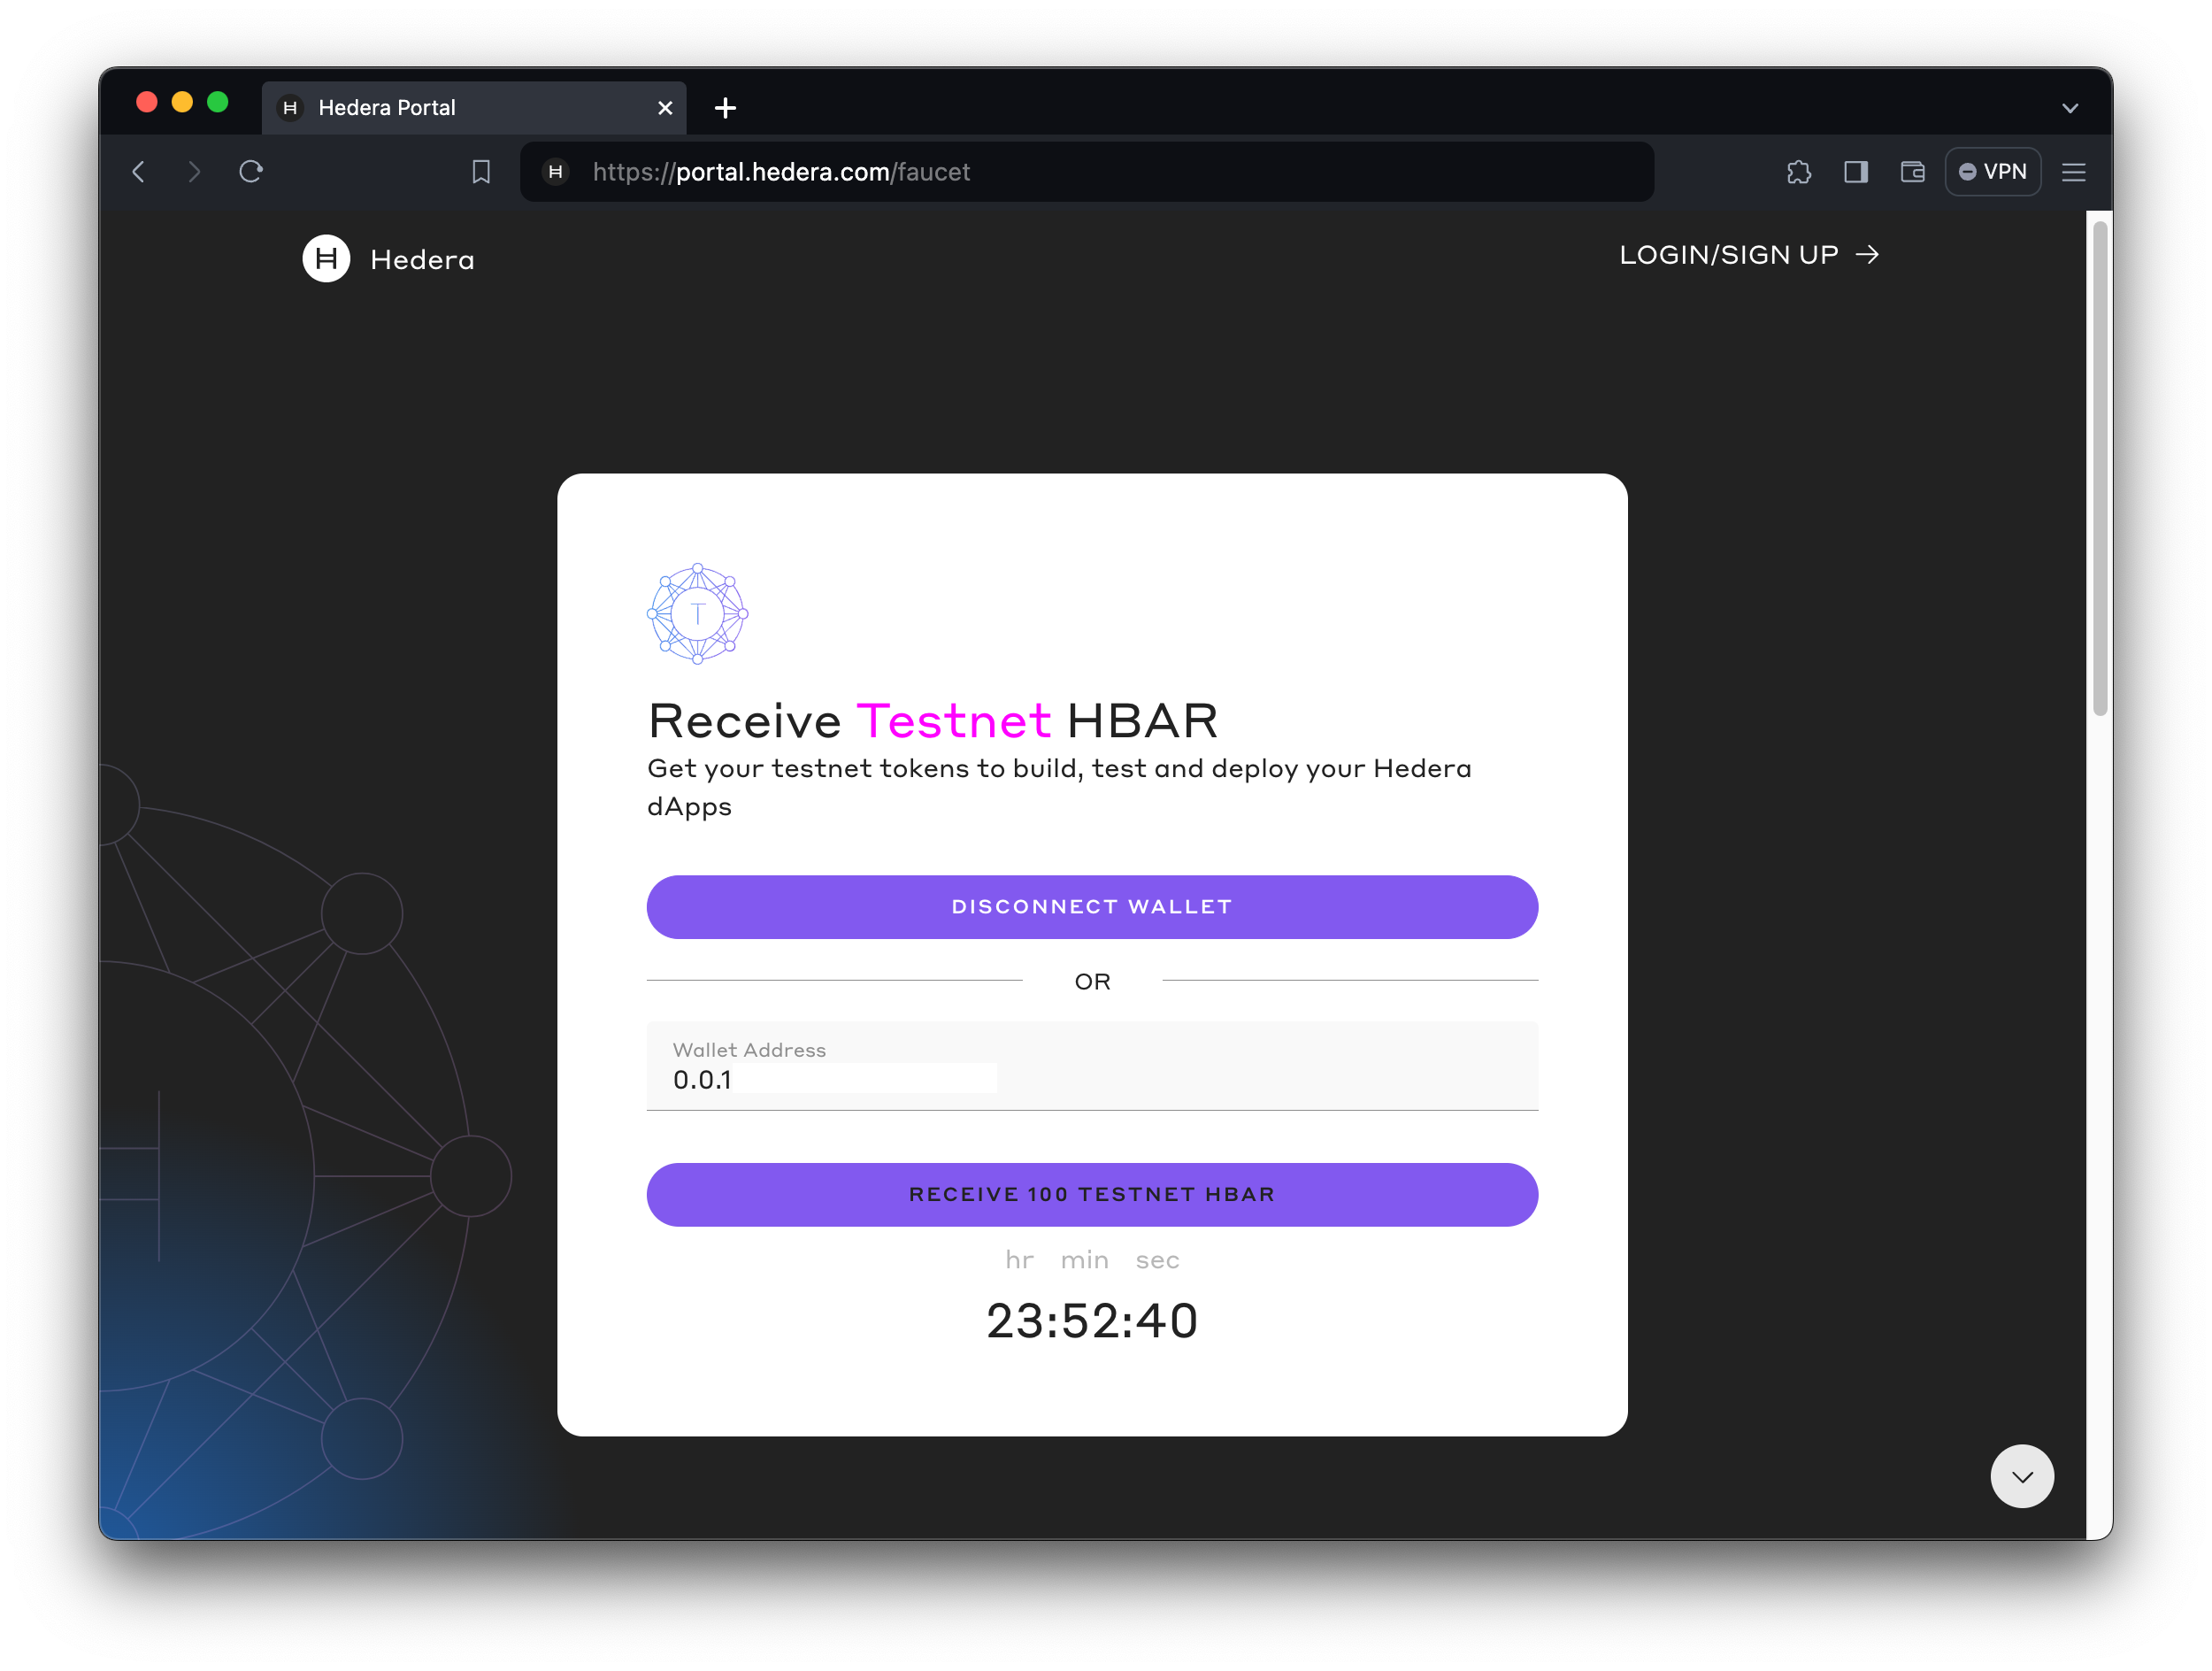 Hedera Portal
https://portal.hedera.com/faucet
VPN
Hedera
LOGIN/SIGN UP →
T
Receive Testnet HBAR
Get your testnet tokens to build, test and deploy your Hedera
dApps
DISCONNECT WALLET
OR
Wallet Address
0.0.1
RECEIVE 100 TESTNET HBAR
hr min sec
23:52:40